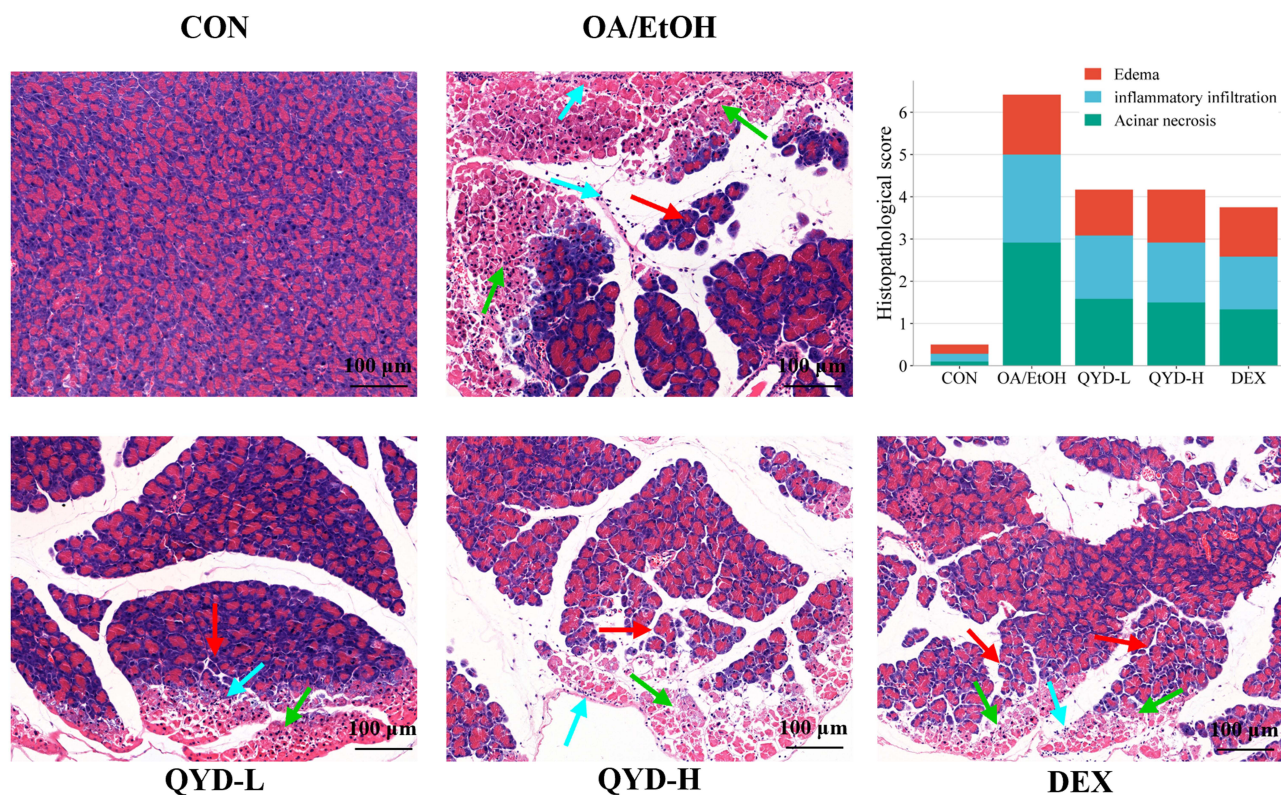 CON
OA/EtOH
100 µm
100 µm
Edema
inflammatory infiltration
Acinar necrosis
Histopathological score
6
5
4
3
2
1
0
CON OA/EtOH QYD-L QYD-H DEX
100 µm
100 µm
100 µm
QYD-L
QYD-H
DEX